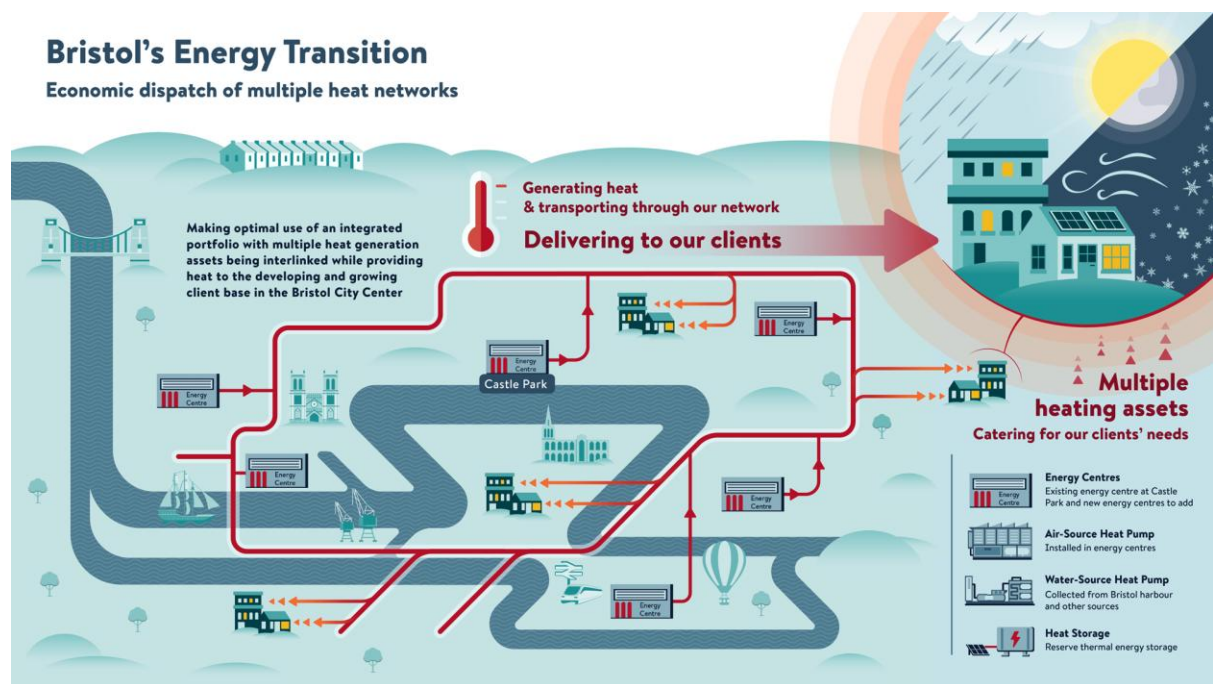 Bristol's Energy Transition
Economic dispatch of multiple heat networks
Making optimal use of an integrated
portfolio with multiple heat generation
assets being interlinked while providing
heat to the developing and growing
client base in the Bristol City Center
Generating heat
& transporting through our network
Delivering to our clients
Energy
Centre
Energy
Centre
Castle Park
Energy
Centre
Energy
Centre
Energy
Centre
Energy
Centre
Multiple
heating assets
Catering for our clients' needs
Energy
Centre
Energy Centres
Existing energy centre at Castle
Park and new energy centres to add
Air-Source Heat Pump
Installed in energy centres
Water-Source Heat Pump
Collected from Bristol harbour
and other sources
Heat Storage
Reserve thermal energy storage